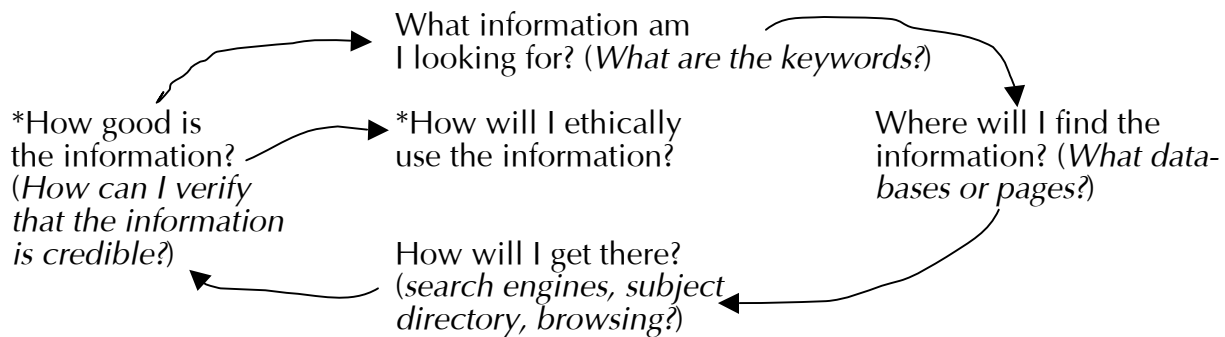 What information am
I looking for? (What are the keywords?)
*How good is
the information?
(How can I verify
that the information
is credible?)
*How will I ethically
use the information?
Where will I find the
information? (What data-
bases or pages?)
How will I get there?
(search engines, subject
directory, browsing?)